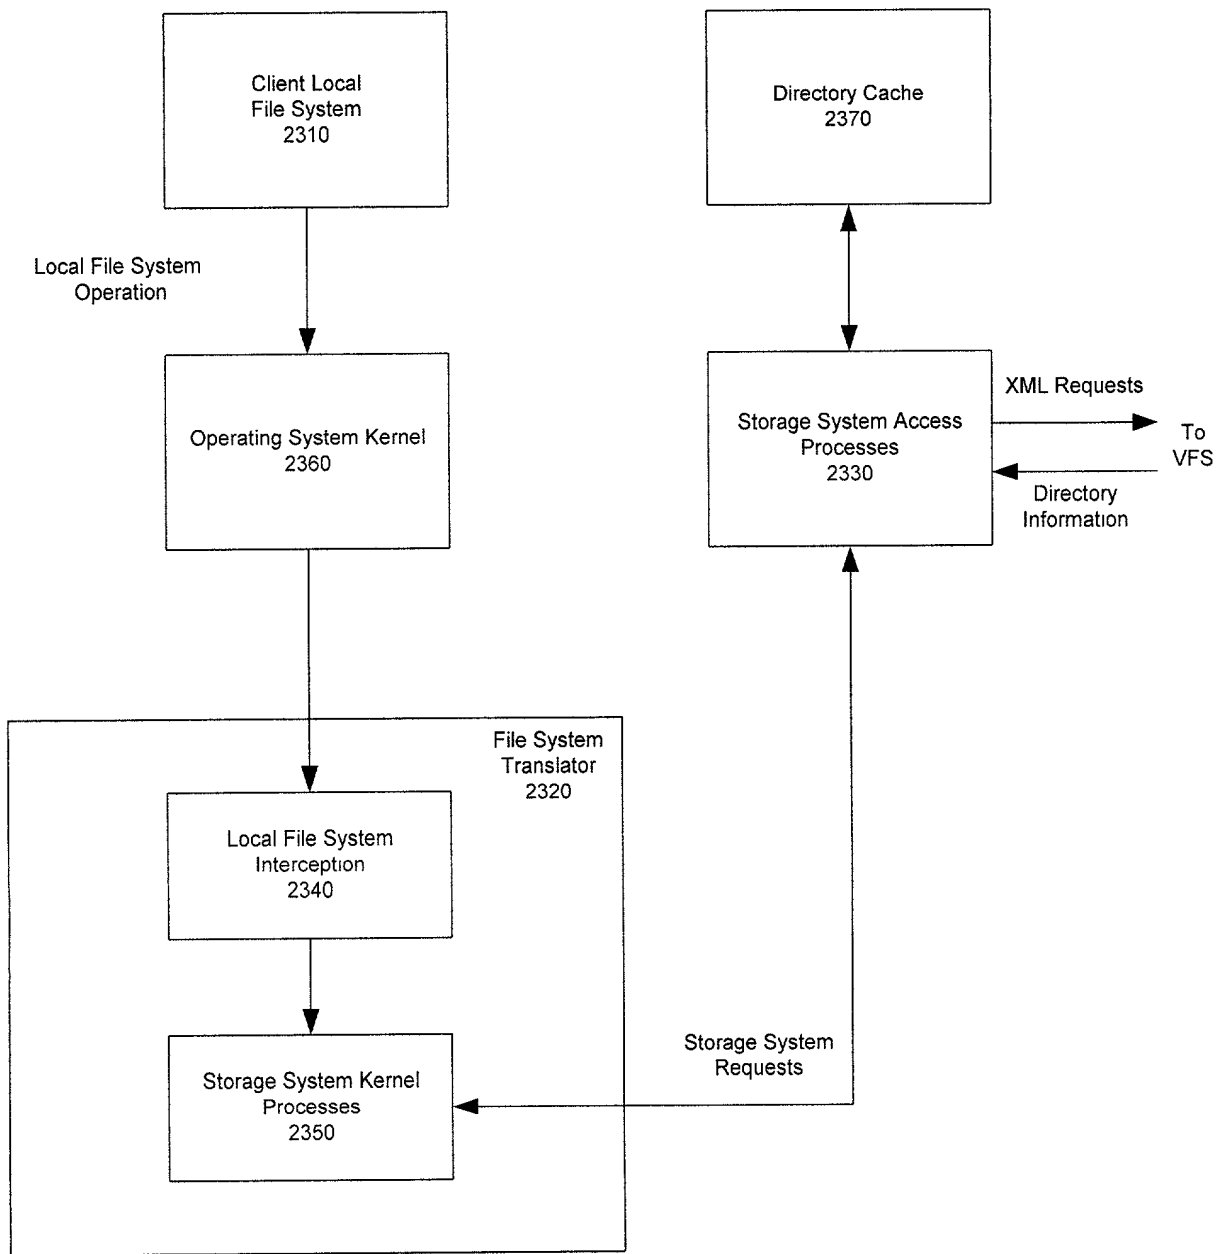 Client Local
File System
2310
Directory Cache
2370
Local File System
Operation
Operating System Kernel
2360
Storage System Access
Processes
2330
XML Requests
To
VFS
Directory
Information
File System
Translator
2320
Local File System
Interception
2340
Storage System Kernel
Processes
2350
Storage System
Requests